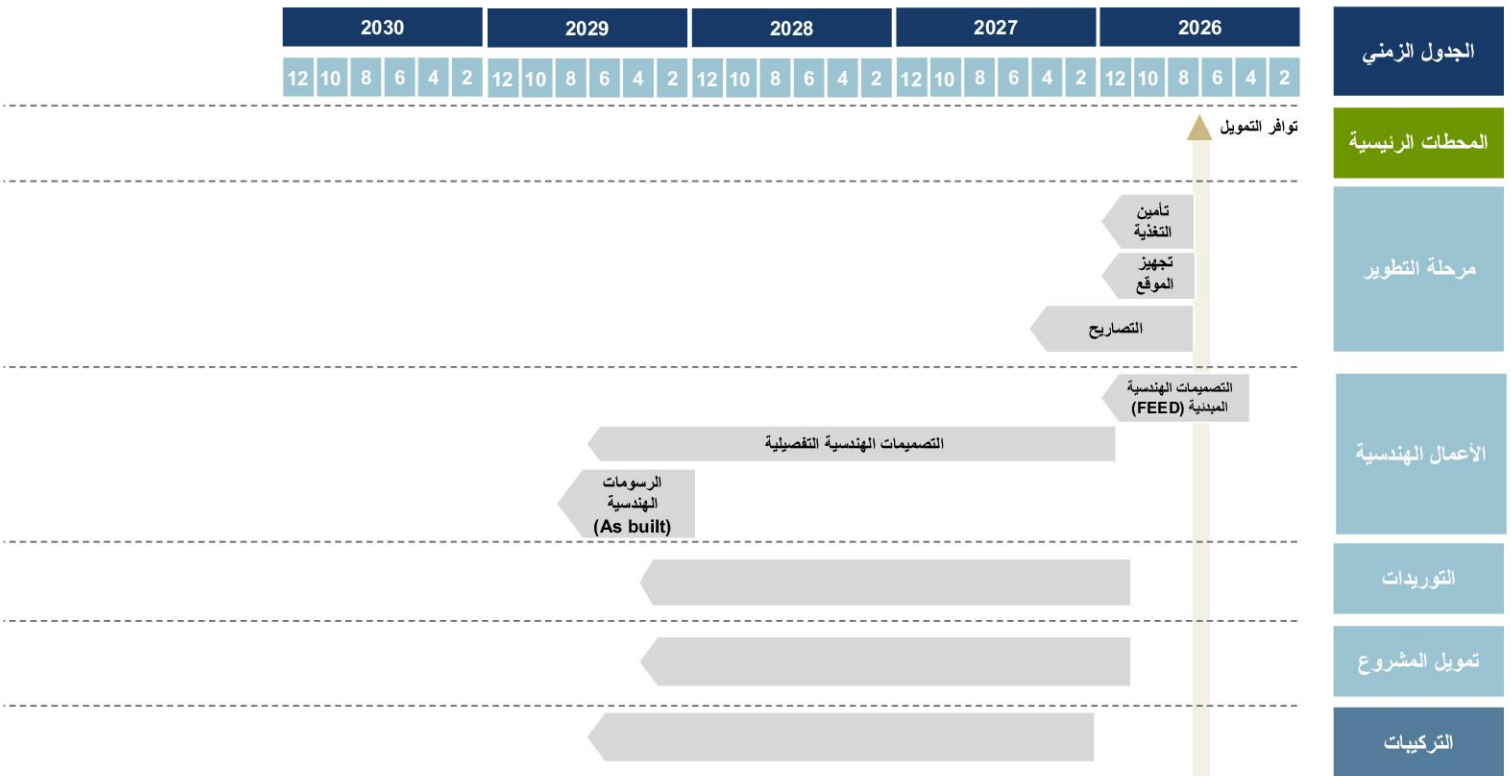 الجدول الزمني
2026 2027 2028 2029 2030
2 4 6 8 10 12 2 4 6 8 10 12 2 4 6 8 10 12 2 4 6 8 10 12 2 4 6 8 10 12
المحطات الرئيسية
توافر التمويل
مرحلة التطوير
تأمين
التغذية
تجهيز
الموقع
التصاريح
الأعمال الهندسية
التصميمات الهندسية
المبدئية (FEED)
التصميمات الهندسية التفصيلية
الرسومات
الهندسية
(As built)
التوريدات
تمويل المشروع
التركيبات